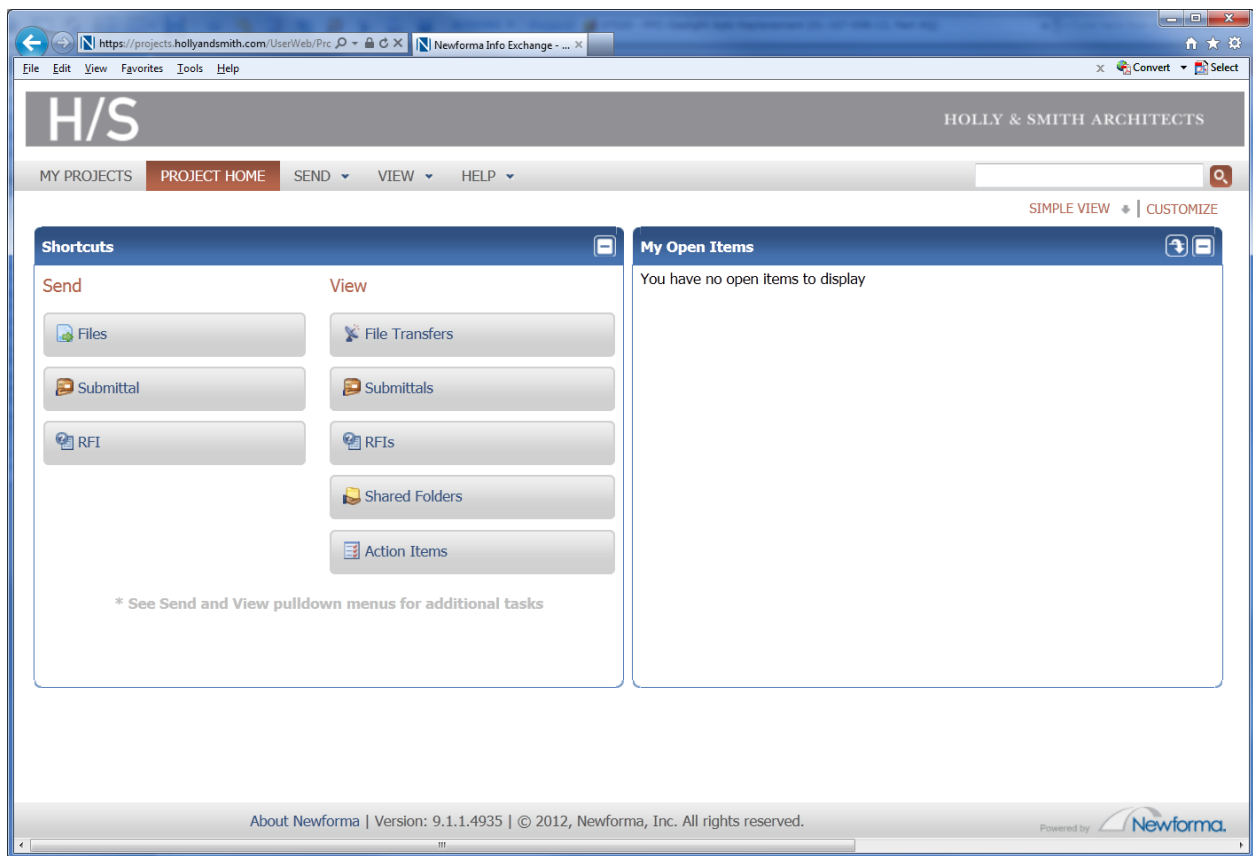 https://projects.hollyandsmith.com/UserWeb/Prc
Newforma Info Exchange - ...
File Edit View Favorites Tools Help
x Convert Select
H/S
HOLLY & SMITH ARCHITECTS
MY PROJECTS PROJECT HOME SEND VIEW HELP
SIMPLE VIEW | CUSTOMIZE
Shortcuts
Send View
Files File Transfers
Submittal Submittals
RFI RFIs
Shared Folders
Action Items
* See Send and View pulldown menus for additional tasks
My Open Items
You have no open items to display
About Newforma | Version: 9.1.1.4935 | © 2012, Newforma, Inc. All rights reserved.
Powered by Newforma.